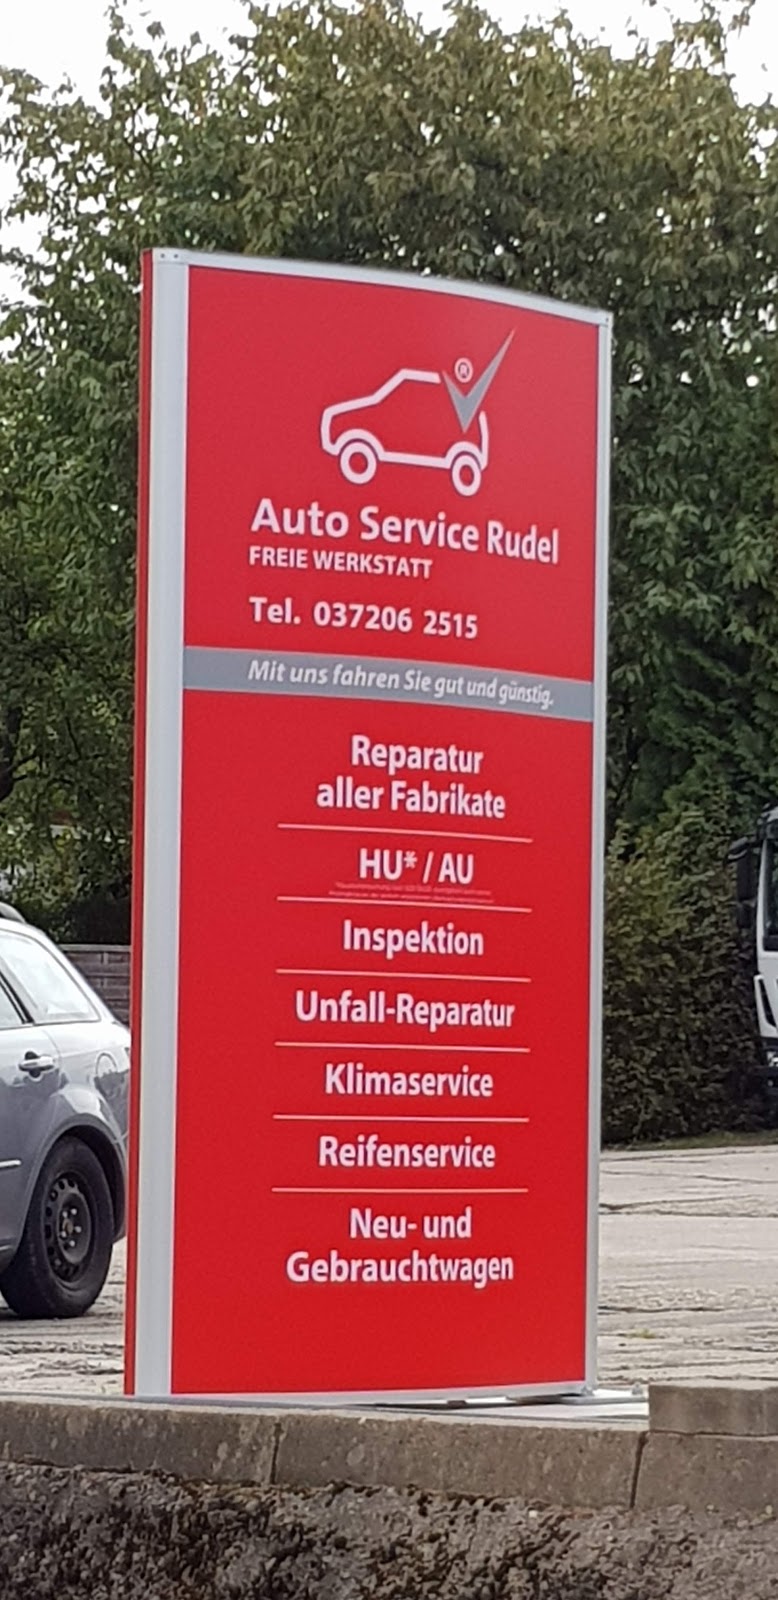 ®
Auto Service Rudel
FREIE WERKSTATT
Tel. 037206 2515
Mit uns fahren Sie gut und günstig.
Reparatur
aller Fabrikate
HU* / AU
Inspektion
Unfall-Reparatur
Klimaservice
Reifenservice
Neu- und
Gebrauchtwagen